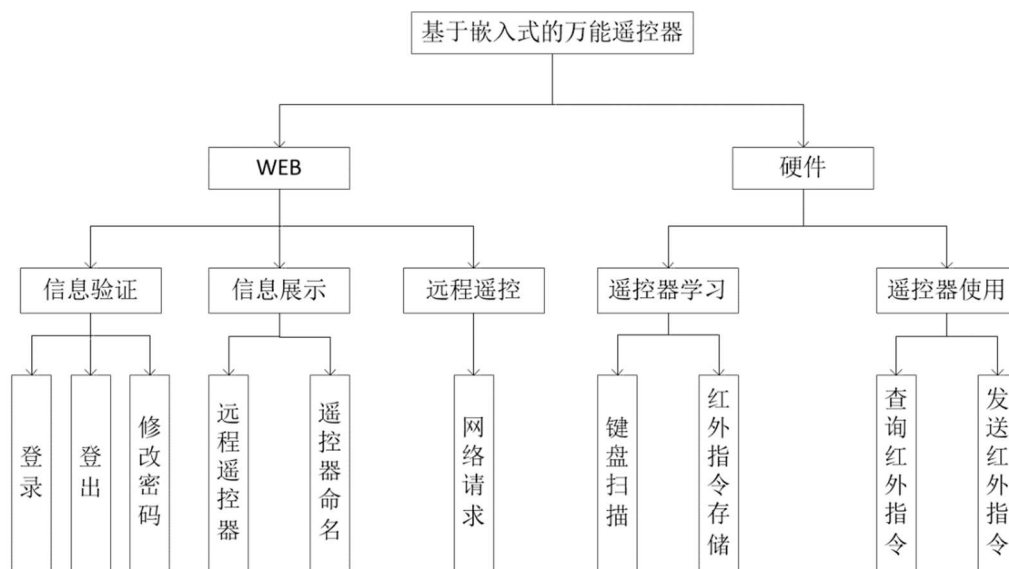 基于嵌入式的万能遥控器
WEB
硬件
信息验证
信息展示
远程遥控
遥控器学习
遥控器使用
登录
登出
修改密码
远程遥控器
遥控器命名
网络请求
键盘扫描
红外指令存储
查询红外指令
发送红外指令